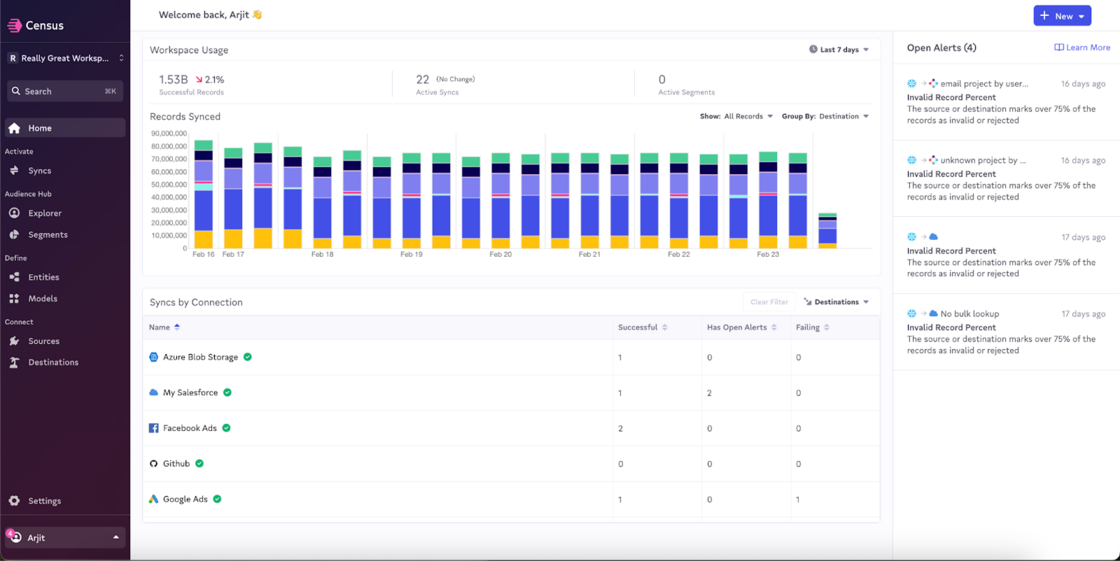 Census
Welcome back, Arjit 👋
+ New
R Really Great Worksp...
Search ⌘K
Home
Activate
Syncs
Audience Hub
Explorer
Segments
Define
Entities
Models
Connect
Sources
Destinations
Settings
4
Arjit
Workspace Usage
Last 7 days
1.53B 2.1%
Successful Records
22 (No Change)
Active Syncs
0
Active Segments
Records Synced
Show: All Records Group By: Destination
90,000,000
80,000,000
70,000,000
60,000,000
50,000,000
40,000,000
30,000,000
20,000,000
10,000,000
0
Feb 16 Feb 17 Feb 18 Feb 19 Feb 20 Feb 21 Feb 22 Feb 23
Syncs by Connection
Clear Filter Destinations
Name Successful Has Open Alerts Failing
Azure Blob Storage 1 0 0
My Salesforce 1 2 0
Facebook Ads 2 0 0
Github 0 0 0
Google Ads 1 0 1
Open Alerts (4) Learn More
email project by user... 16 days ago
Invalid Record Percent
The source or destination marks over 75% of the
records as invalid or rejected
unknown project by ... 16 days ago
Invalid Record Percent
The source or destination marks over 75% of the
records as invalid or rejected
17 days ago
Invalid Record Percent
The source or destination marks over 75% of the
records as invalid or rejected
No bulk lookup 17 days ago
Invalid Record Percent
The source or destination marks over 75% of the
records as invalid or rejected